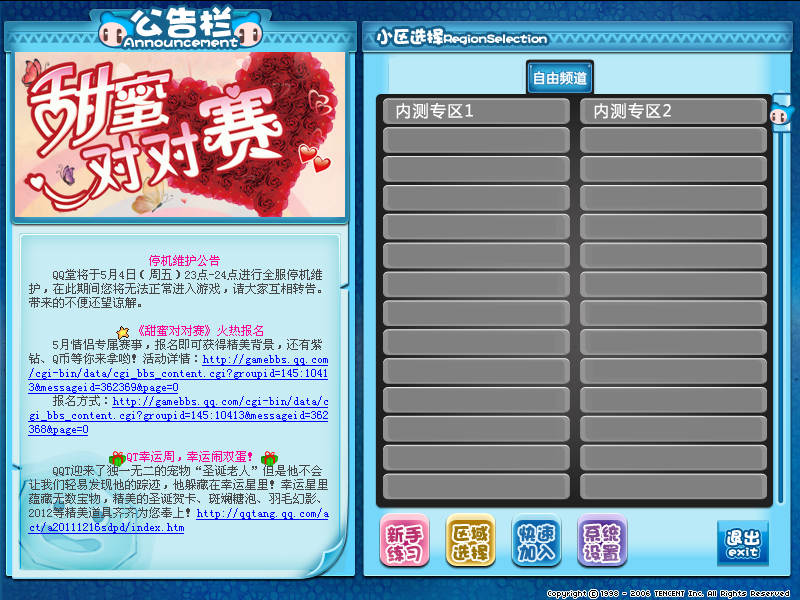 公告栏
Announcement
甜蜜
对对赛
停机维护公告
QQ堂将于5月4日(周五)23点-24点进行全服停机维
护，在此期间您将无法正常进入游戏，请大家互相转告。
带来的不便还望谅解。
《甜蜜对对赛》火热报名
5月情侣专属赛事，报名即可获得精美背景，还有紫
钻、Q币等你来拿哟！活动详情：http://gamebbs.qq.com
/cgi-bin/data/cgi_bbs_content.cgi?groupid=145:1041
3&messageid=362369&page=0
报名方式：http://gamebbs.qq.com/cgi-bin/data/c
gi_bbs_content.cgi?groupid=145:10413&messageid=362
368&page=0
QT幸运周，幸运闹双蛋！
QQT迎来了独一无二的宠物“圣诞老人”但是他不会
让我们轻易发现他的踪迹，他躲藏在幸运星里！幸运星里
蕴藏无数宝物，精美的圣诞贺卡、斑斓糖泡、羽毛幻影、
2012等精美道具齐齐为您奉上！http://qqtang.qq.com/a
ct/a20111216sdpd/index.htm
小区选择RegionSelection
自由频道
内测专区1 内测专区2
新手
练习
区域
选择
快速
加入
系统
设置
退出
exit
Copyright © 1998 - 2006 TENCENT Inc. All Rights Reserved